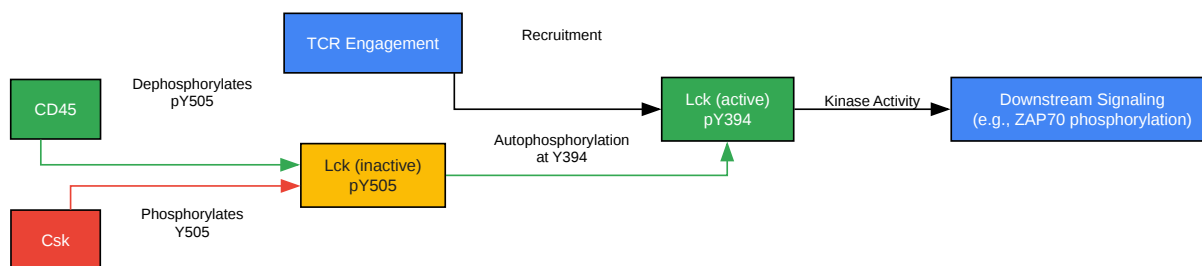 TCR Engagement
Recruitment
Dephosphorylates
pY505
CD45
Lck (active)
pY394
Kinase Activity
Downstream Signaling
(e.g., ZAP70 phosphorylation)
Autophosphorylation
at Y394
Lck (inactive)
pY505
Phosphorylates
Y505
Csk